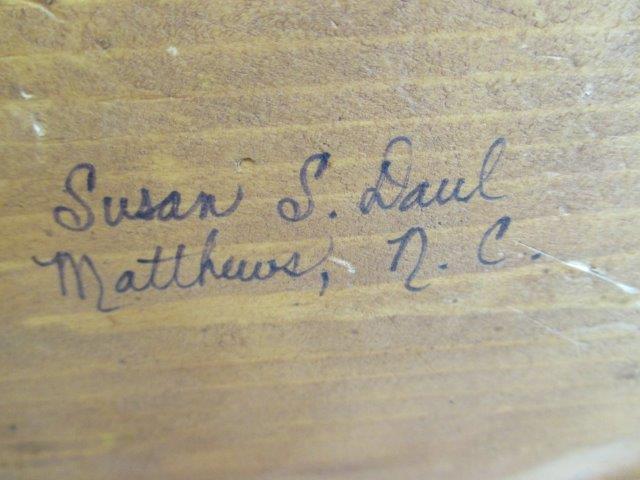 Susan S. Daul
Matthews, N. C.